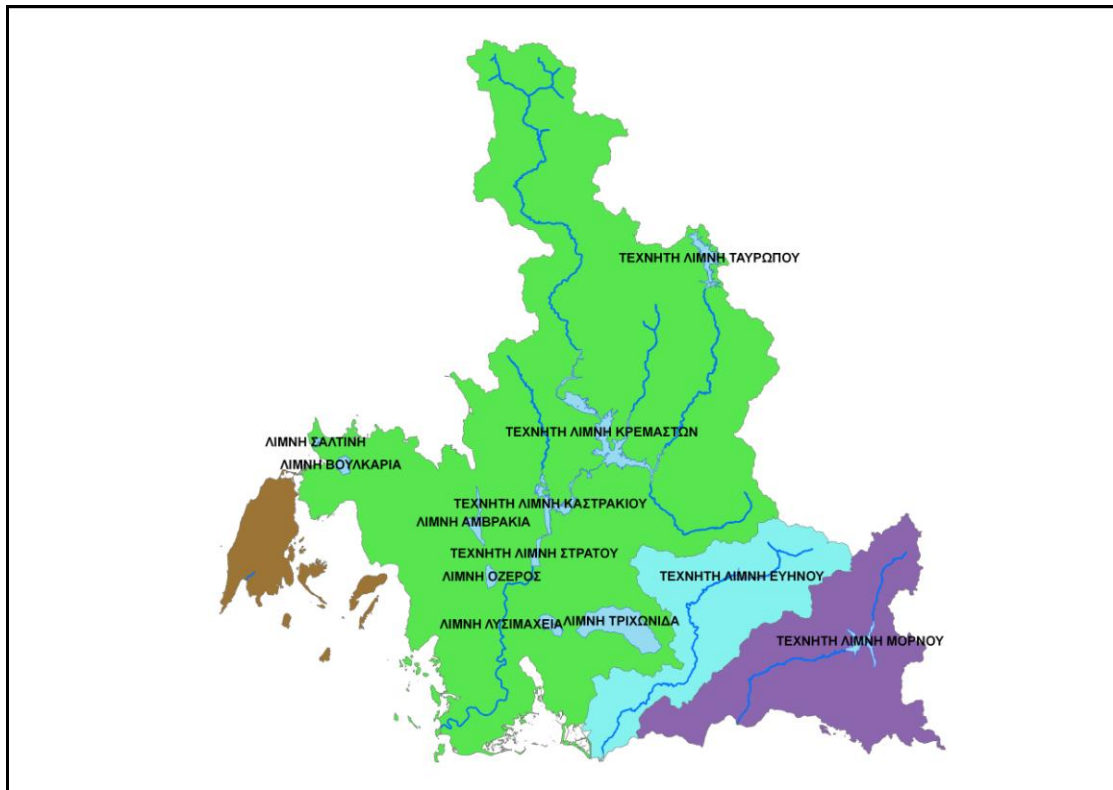 ΤΕΧΝΗΤΗ ΛΙΜΝΗ ΤΑΥΡΩΠΟΥ
ΤΕΧΝΗΤΗ ΛΙΜΝΗ ΚΡΕΜΑΣΤΩΝ
ΛΙΜΝΗ ΣΑΛΤΙΝΗ
ΛΙΜΝΗ ΒΟΥΛΚΑΡΙΑ
ΤΕΧΝΗΤΗ ΛΙΜΝΗ ΚΑΣΤΡΑΚΙΟΥ
ΛΙΜΝΗ ΑΜΒΡΑΚΙΑ
ΤΕΧΝΗΤΗ ΛΙΜΝΗ ΣΤΡΑΤΟΥ
ΛΙΜΝΗ ΟΖΕΡΟΣ
ΤΕΧΝΗΤΗ ΛΙΜΝΗ ΕΥΗΝΟΥ
ΛΙΜΝΗ ΛΥΣΙΜΑΧΕΙΑ
ΛΙΜΝΗ ΤΡΙΧΩΝΙΔΑ
ΤΕΧΝΗΤΗ ΛΙΜΝΗ ΜΟΡΝΟΥ